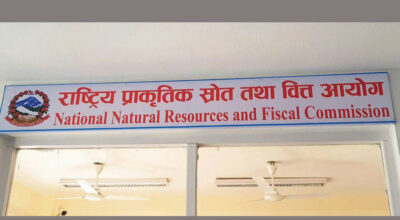 राष्ट्रिय प्राकृतिक स्रोत तथा वित्त आयोग
National Natural Resources and Fiscal Commission